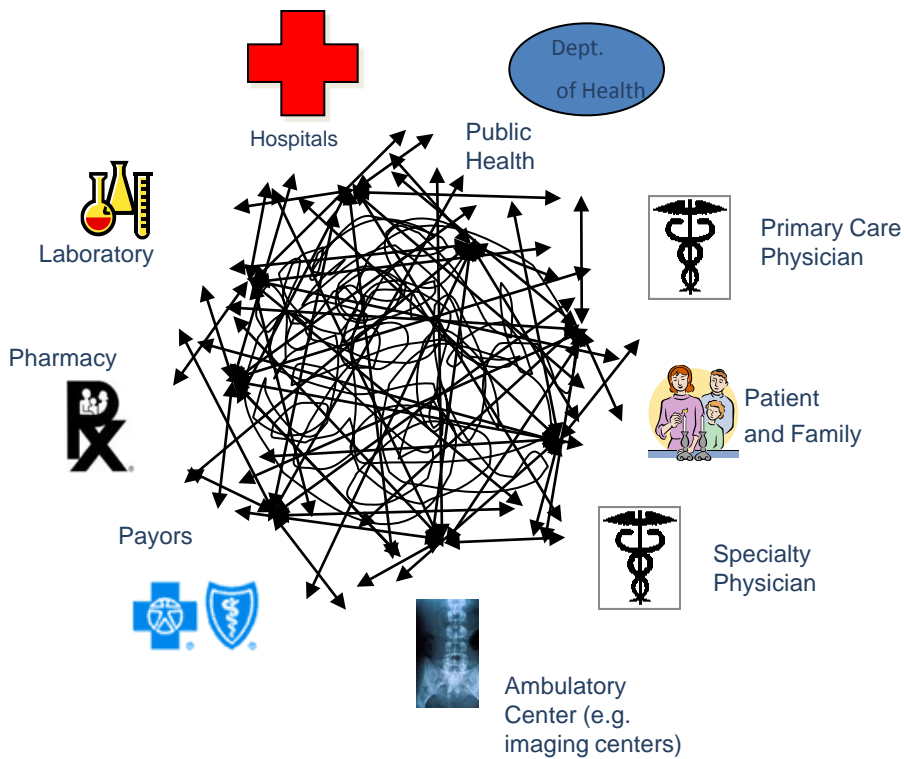 Dept.
of Health
Hospitals
Public
Health
Laboratory
Primary Care
Physician
Pharmacy
Rx
Patient
and Family
Payors
Specialty
Physician
Ambulatory
Center (e.g.
imaging centers)